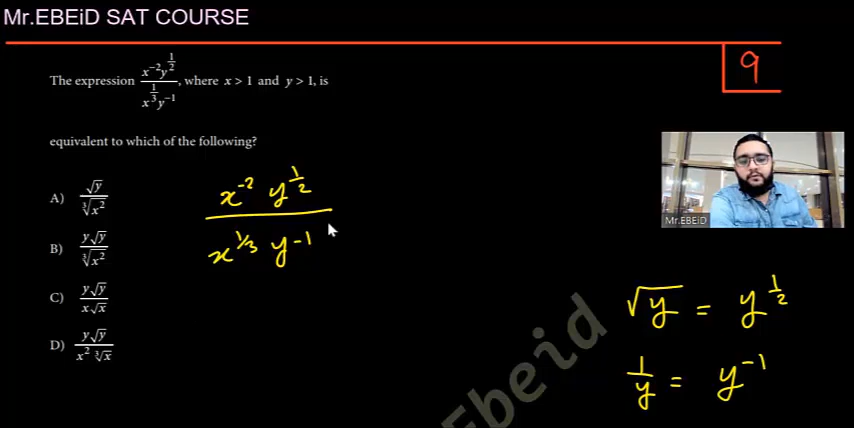 Mr.EBEiD SAT COURSE
9
The expression x⁻²y^(1/2) / x^(1/3)y⁻¹, where x > 1 and y > 1, is
equivalent to which of the following?
A) √y / ∛x²
B) y√y / ∛x²
C) y√y / x√x
D) y√y / x² ∛x
x⁻² y^(1/2) / x^(1/3) y⁻¹
Mr.EBEiD
√y = y^(1/2)
1/y = y⁻¹
Ebeid